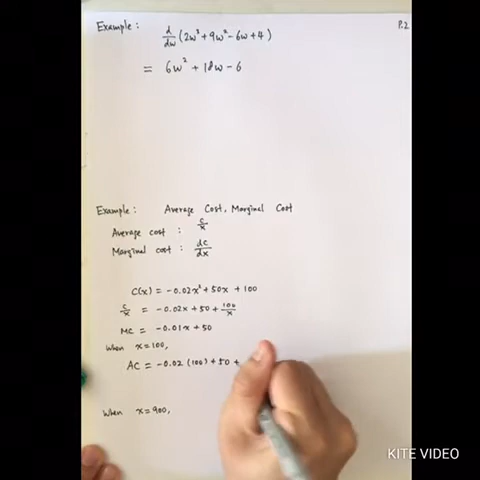 Example: d/dw (2w³ + 9w² - 6w + 4) P.2
= 6w² + 18w - 6
Example: Average Cost, Marginal Cost
Average cost : C/x
Marginal cost : dC/dx
C(x) = -0.02x² + 50x + 100
C/x = -0.02x + 50 + 100/x
MC = -0.01x + 50
When x=100,
AC = -0.02 (100) + 50 +
When x=900,
KITE VIDEO